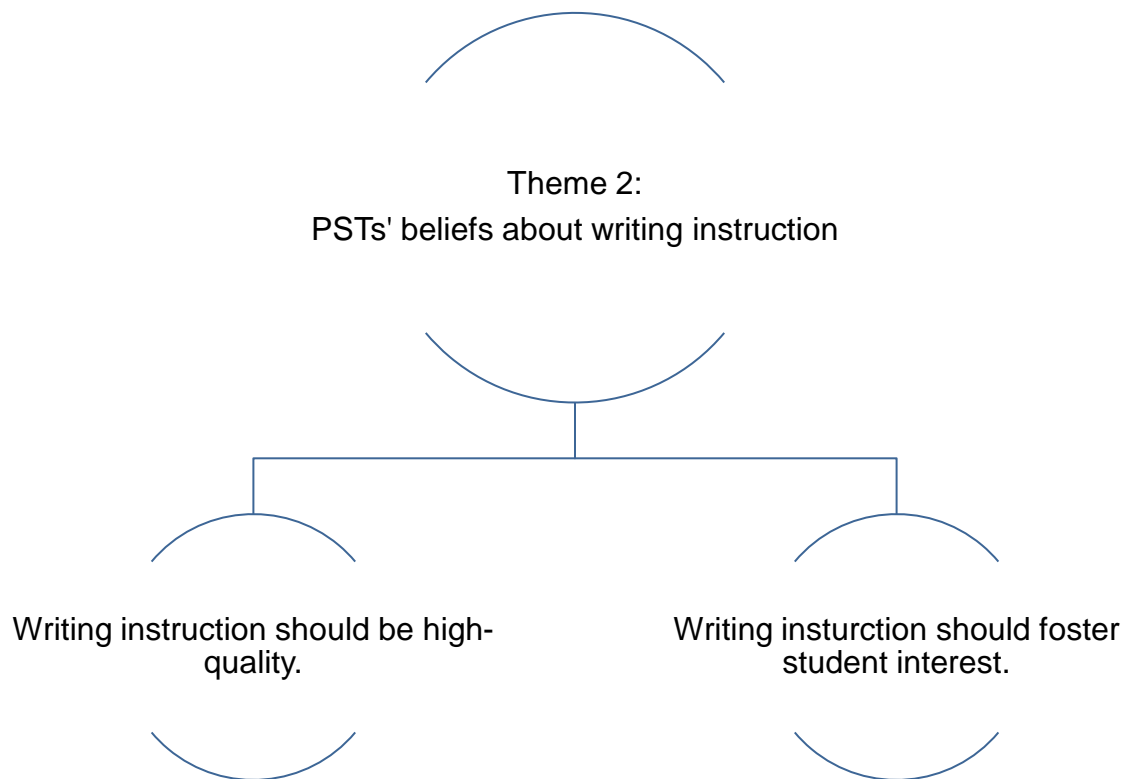 Theme 2:
PSTs' beliefs about writing instruction
Writing instruction should be high-
quality.
Writing insturction should foster
student interest.